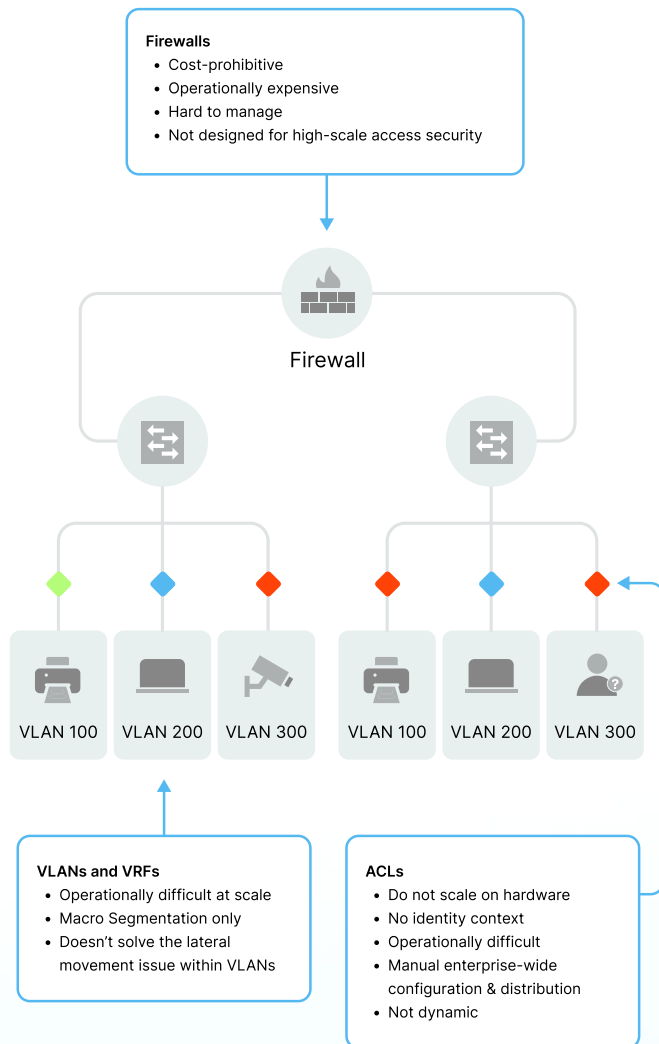 Firewalls
• Cost-prohibitive
• Operationally expensive
• Hard to manage
• Not designed for high-scale access security
Firewall
VLAN 100
VLAN 200
VLAN 300
VLAN 100
VLAN 200
?
VLAN 300
VLANs and VRFs
• Operationally difficult at scale
• Macro Segmentation only
• Doesn’t solve the lateral
movement issue within VLANs
ACLs
• Do not scale on hardware
• No identity context
• Operationally difficult
• Manual enterprise-wide
configuration & distribution
• Not dynamic